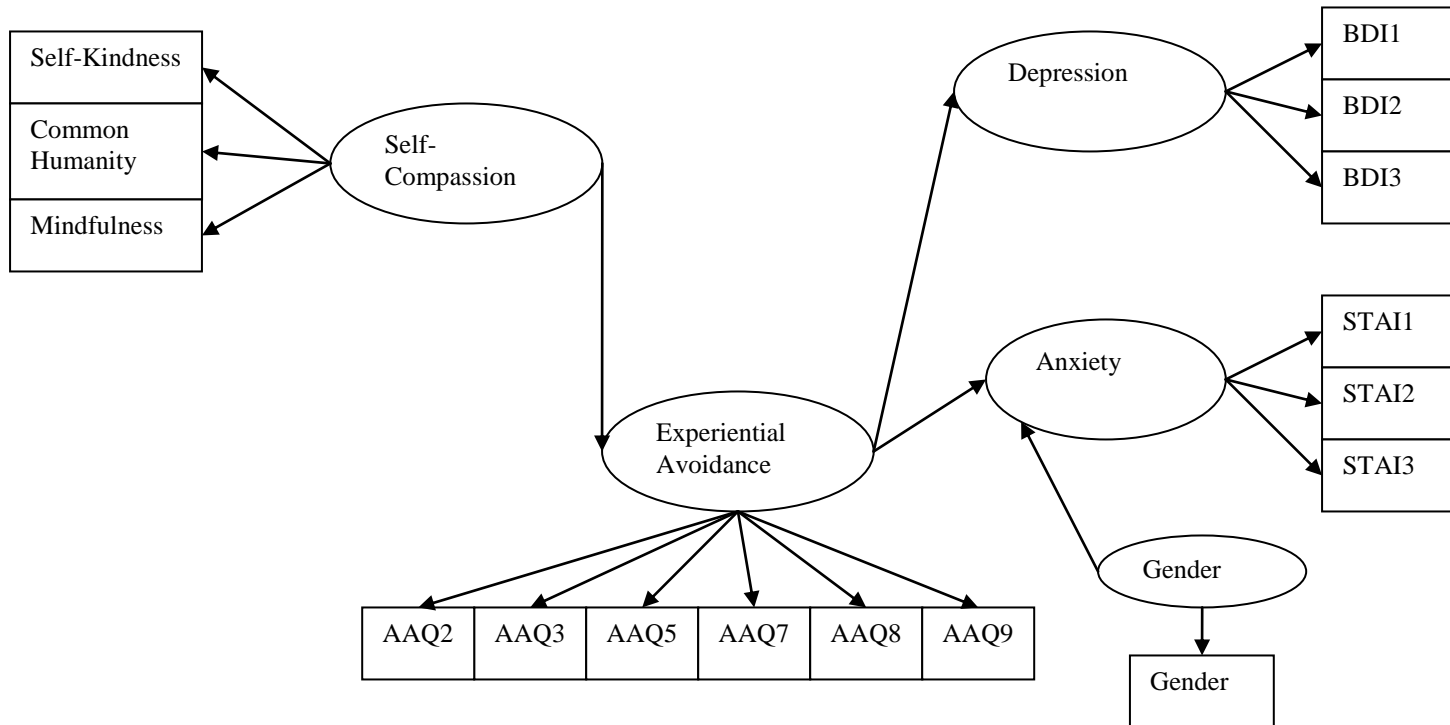 Self-Kindness
Common
Humanity
Mindfulness
Self-
Compassion
Depression
BDI1
BDI2
BDI3
Experiential
Avoidance
Anxiety
STAI1
STAI2
STAI3
AAQ2
AAQ3
AAQ5
AAQ7
AAQ8
AAQ9
Gender
Gender